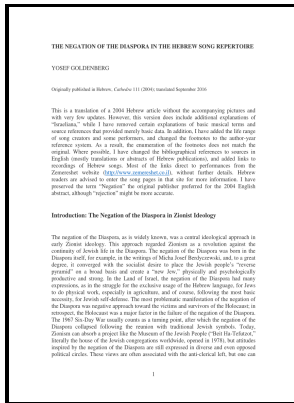 THE NEGATION OF THE DIASPORA IN THE HEBREW SONG REPERTOIRE
YOSEF GOLDENBERG
Originally published in Hebrew, Cathedra 111 (2004); translated September 2016.
This is a translation of a 2004 Hebrew article without the accompanying pictures and
with very few updates. However, this version does include additional explanations of
"Israeliana," while I have removed certain explanations of basic musical terms and
source references that provided merely basic data. In addition, I have added the life range
of song creators and some performers, and changed the footnotes to the author-year
reference system. As a result, the enumeration of the footnotes does not match the
original. Where possible, I have changed the bibliographical references to sources in
English (mostly translations or abstracts of Hebrew publications), and added links to
recordings of Hebrew songs. Most of the links direct to performances from the
Zemereshet website (http://www.zemereshet.co.il), without further details. Hebrew
readers are advised to enter the song pages in that site for more information. I have
preserved the term "Negation" the original publisher preferred for the 2004 English
abstract, although "rejection" might be more accurate.
Introduction: The Negation of the Diaspora in Zionist Ideology
The negation of the diaspora, as is widely known, was a central ideological approach in
early Zionist ideology. This approach regarded Zionism as a revolution against the
continuity of Jewish life in the Diaspora. The negation of the Diaspora was born in the
Diaspora itself, for example, in the writings of Micha Josef Berdyczewski, and, to a great
degree, it converged with the socialist desire to place the Jewish people's "reverse
pyramid" on a broad basis and create a "new Jew," physically and psychologically
productive and strong. In the Land of Israel, the negation of the Diaspora had many
expressions, as in the struggle for the exclusive usage of the Hebrew language, for Jews
to do physical work, especially in agriculture, and of course, following the most basic
necessity, for Jewish self-defense. The most problematic manifestation of the negation of
the Diaspora was negative approach toward the victims and survivors of the Holocaust; in
retrospect, the Holocaust was a major factor in the failure of the negation of the Diaspora.
The 1967 Six-Day War usually counts as a turning point, after which the negation of the
Diaspora collapsed following the reunion with traditional Jewish symbols. Today,
Zionism can absorb a project like the Museum of the Jewish People ("Beit Ha-Tefutzot,"
literally the house of the Jewish congregations worldwide, opened in 1978), but attitudes
inspired by the negation of the Diaspora are still expressed in diverse and even opposed
political circles. These views are often associated with the anti-clerical left, but one can
1